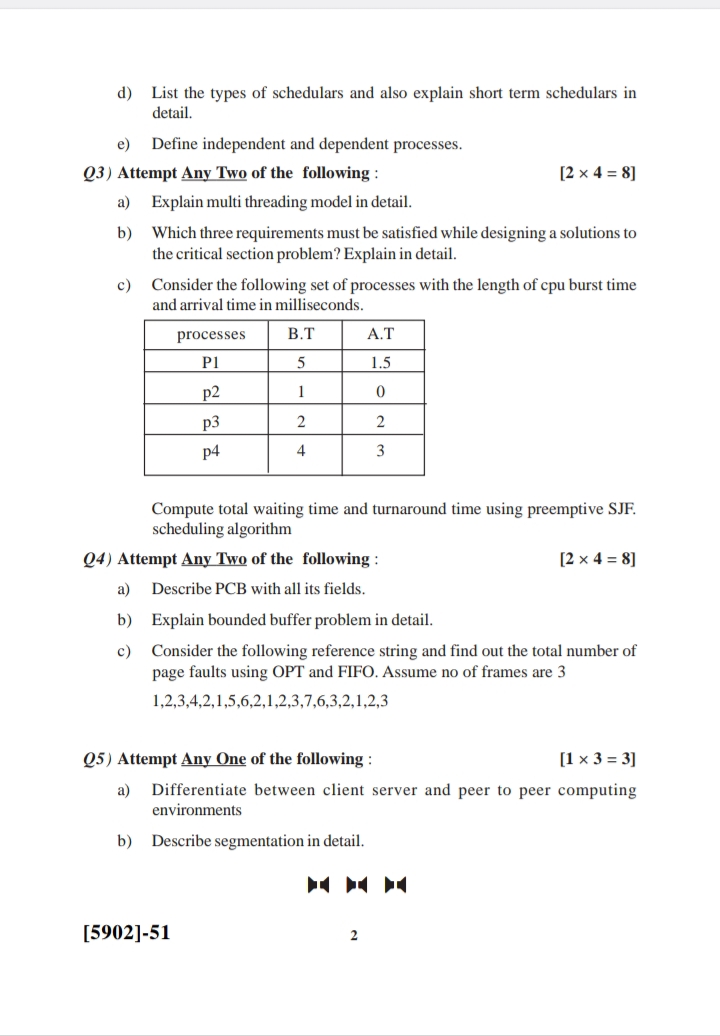 d) List the types of schedulars and also explain short term schedulars in
detail.
e) Define independent and dependent processes.
Q3) Attempt Any Two of the following : [2 × 4 = 8]
a) Explain multi threading model in detail.
b) Which three requirements must be satisfied while designing a solutions to
the critical section problem? Explain in detail.
c) Consider the following set of processes with the length of cpu burst time
and arrival time in milliseconds.
processes B.T A.T
P1 5 1.5
p2 1 0
p3 2 2
p4 4 3
Compute total waiting time and turnaround time using preemptive SJF.
scheduling algorithm
Q4) Attempt Any Two of the following : [2 × 4 = 8]
a) Describe PCB with all its fields.
b) Explain bounded buffer problem in detail.
c) Consider the following reference string and find out the total number of
page faults using OPT and FIFO. Assume no of frames are 3
1,2,3,4,2,1,5,6,2,1,2,3,7,6,3,2,1,2,3
Q5) Attempt Any One of the following : [1 × 3 = 3]
a) Differentiate between client server and peer to peer computing
environments
b) Describe segmentation in detail.
[5902]-51 2